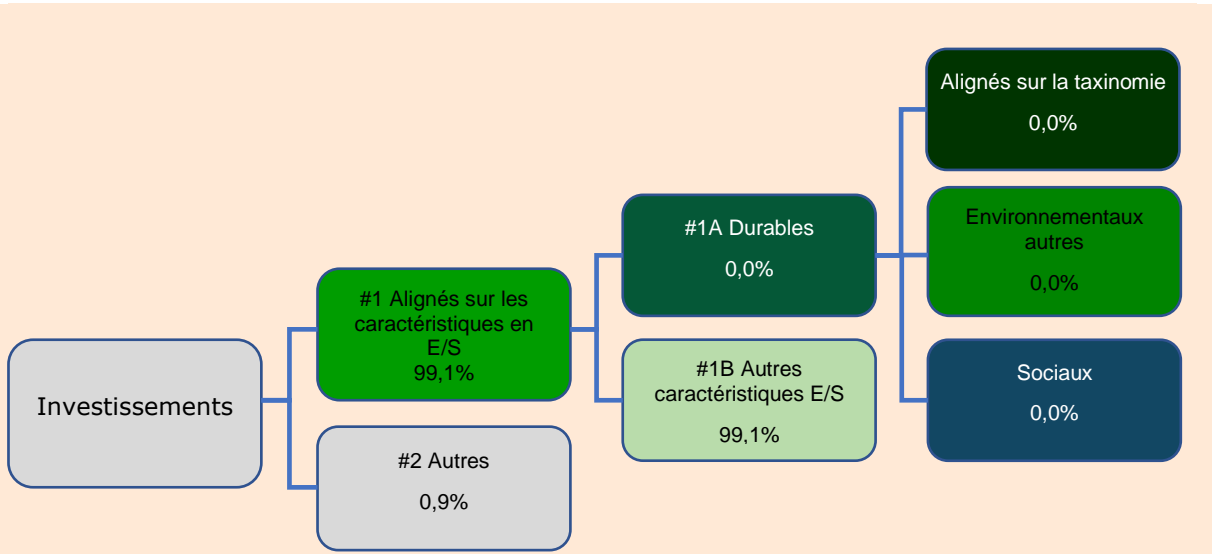 Investissements
#1 Alignés sur les
caractéristiques en
E/S
99,1%
#2 Autres
0,9%
#1A Durables
0,0%
#1B Autres
caractéristiques E/S
99,1%
Alignés sur la taxinomie
0,0%
Environnementaux
autres
0,0%
Sociaux
0,0%